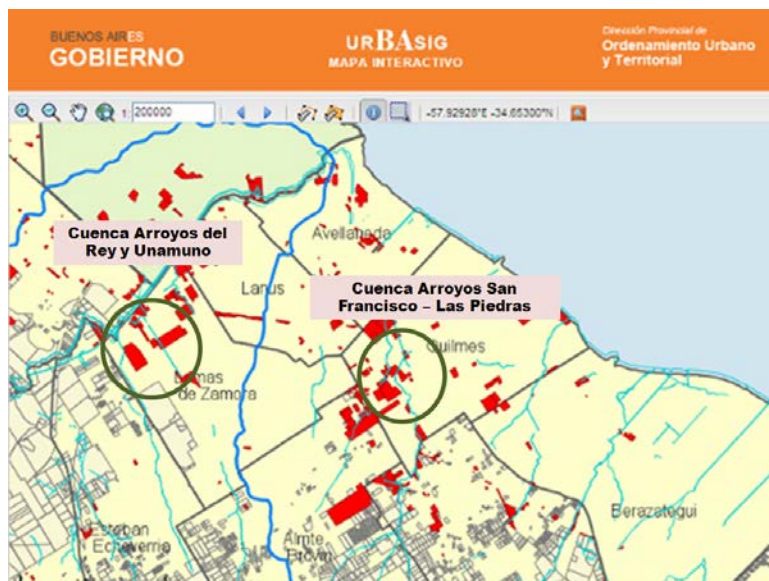 BUENOS AIRES
GOBIERNO
URBASIG
MAPA INTERACTIVO
Dirección Provincial de
Ordenamiento Urbano
y Territorial
1: 200000
-57.92928°E -34.65300°N
Cuenca Arroyos del
Rey y Unamuno
Avellaneda
Lanus
Cuenca Arroyos San
Francisco – Las Piedras
Quilmes
Lomas
de Zamora
Berazategui
Esteban
Echeverria
Almte
Brown